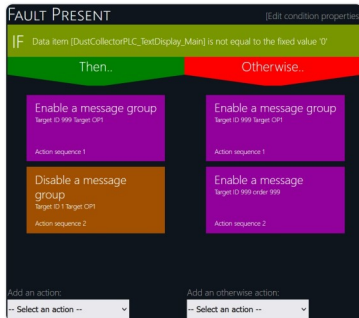 FAULT PRESENT
[Edit condition properties
IF Data item [DustCollectorPLC_TextDisplay_Main] is not equal to the fixed value '0'
Then..
Otherwise..
Enable a message group
Target ID 999 Target OP1
Action sequence 1
Enable a message group
Target ID 999 Target OP1
Action sequence 1
Disable a message
group
Target ID 1 Target OP1
Action sequence 2
Enable a message
Target ID 999 order 999
Action sequence 2
Add an action:
-- Select an action --
Add an otherwise action:
-- Select an action --